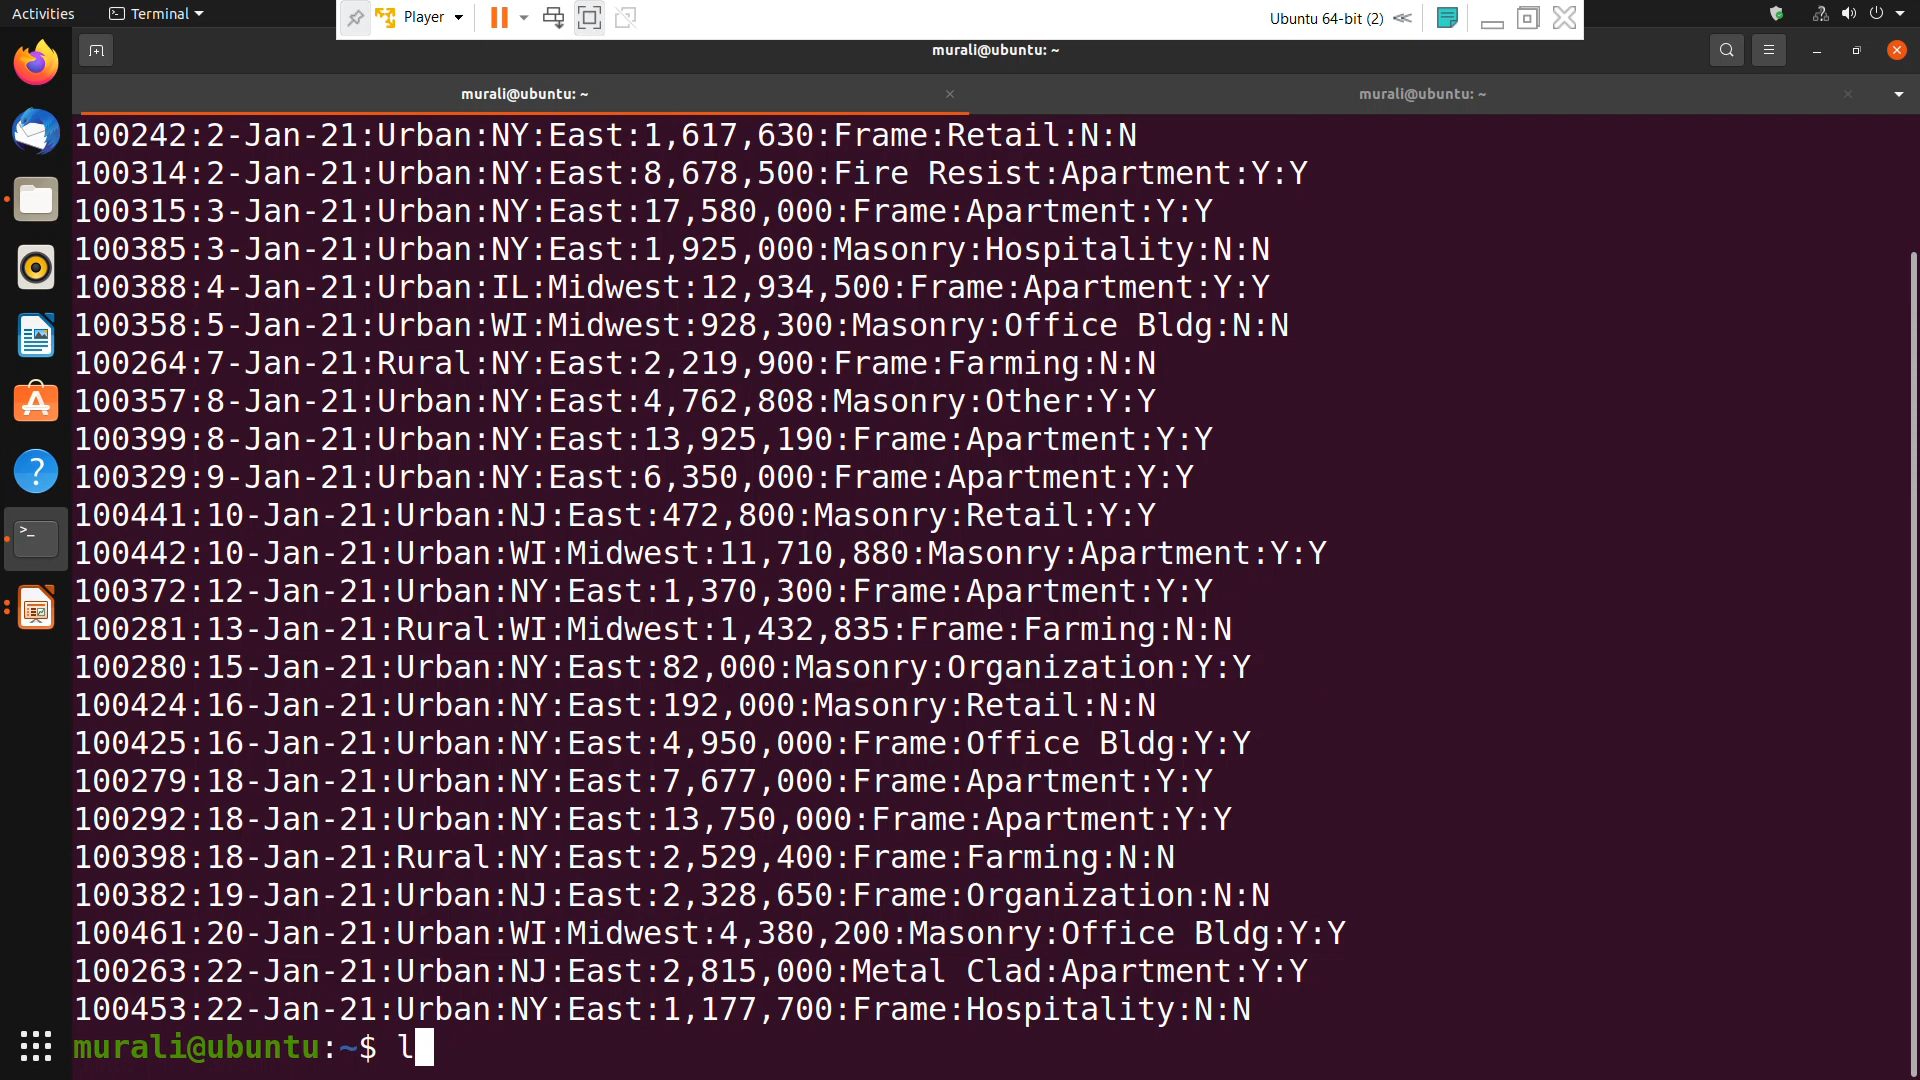 Activities
Terminal
Player
Ubuntu 64-bit (2)
murali@ubuntu: ~
murali@ubuntu: ~
murali@ubuntu: ~
100242:2-Jan-21:Urban:NY:East:1,617,630:Frame:Retail:N:N
100314:2-Jan-21:Urban:NY:East:8,678,500:Fire Resist:Apartment:Y:Y
100315:3-Jan-21:Urban:NY:East:17,580,000:Frame:Apartment:Y:Y
100385:3-Jan-21:Urban:NY:East:1,925,000:Masonry:Hospitality:N:N
100388:4-Jan-21:Urban:IL:Midwest:12,934,500:Frame:Apartment:Y:Y
100358:5-Jan-21:Urban:WI:Midwest:928,300:Masonry:Office Bldg:N:N
100264:7-Jan-21:Rural:NY:East:2,219,900:Frame:Farming:N:N
100357:8-Jan-21:Urban:NY:East:4,762,808:Masonry:Other:Y:Y
100399:8-Jan-21:Urban:NY:East:13,925,190:Frame:Apartment:Y:Y
100329:9-Jan-21:Urban:NY:East:6,350,000:Frame:Apartment:Y:Y
100441:10-Jan-21:Urban:NJ:East:472,800:Masonry:Retail:Y:Y
100442:10-Jan-21:Urban:WI:Midwest:11,710,880:Masonry:Apartment:Y:Y
100372:12-Jan-21:Urban:NY:East:1,370,300:Frame:Apartment:Y:Y
100281:13-Jan-21:Rural:WI:Midwest:1,432,835:Frame:Farming:N:N
100280:15-Jan-21:Urban:NY:East:82,000:Masonry:Organization:Y:Y
100424:16-Jan-21:Urban:NY:East:192,000:Masonry:Retail:N:N
100425:16-Jan-21:Urban:NY:East:4,950,000:Frame:Office Bldg:Y:Y
100279:18-Jan-21:Urban:NY:East:7,677,000:Frame:Apartment:Y:Y
100292:18-Jan-21:Urban:NY:East:13,750,000:Frame:Apartment:Y:Y
100398:18-Jan-21:Rural:NY:East:2,529,400:Frame:Farming:N:N
100382:19-Jan-21:Urban:NJ:East:2,328,650:Frame:Organization:N:N
100461:20-Jan-21:Urban:WI:Midwest:4,380,200:Masonry:Office Bldg:Y:Y
100263:22-Jan-21:Urban:NJ:East:2,815,000:Metal Clad:Apartment:Y:Y
100453:22-Jan-21:Urban:NY:East:1,177,700:Frame:Hospitality:N:N
murali@ubuntu:~$ l